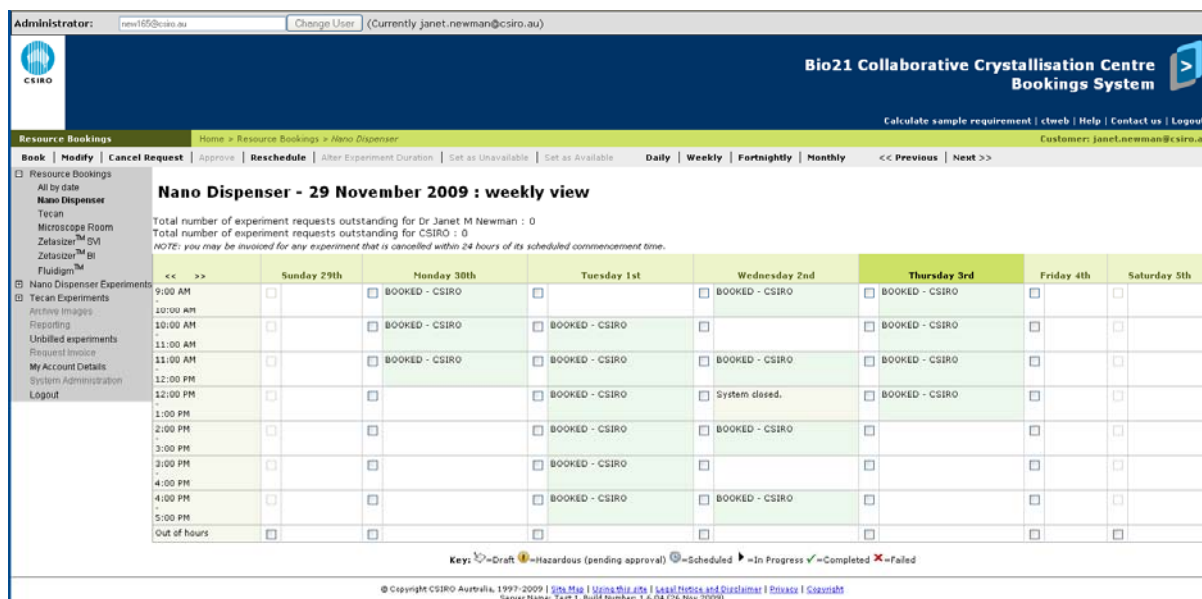 Administrator: new165@csiro.au Change User (Currently janet.newman@csiro.au)
CSIRO
Bio21 Collaborative Crystallisation Centre
Bookings System
Calculate sample requirement | ctweb | Help | Contact us | Logout
Resource Bookings Home > Resource Bookings > Nano Dispenser Customer: janet.newman@csiro.a
Book | Modify | Cancel Request | Approve | Reschedule | Alter Experiment Duration | Set as Unavailable | Set as Available Daily | Weekly | Fortnightly | Monthly << Previous | Next >>
Resource Bookings
All by date
Nano Dispenser
Tecan
Microscope Room
Zetasizer™ SVI
Zetasizer™ BI
Fluidigm™
Nano Dispenser Experiments
Tecan Experiments
Archive Images
Reporting
Unbilled experiments
Request Invoice
My Account Details
System Administration
Logout
Nano Dispenser - 29 November 2009 : weekly view
Total number of experiment requests outstanding for Dr Janet M Newman : 0
Total number of experiment requests outstanding for CSIRO : 0
NOTE: you may be invoiced for any experiment that is cancelled within 24 hours of its scheduled commencement time.
<< >> Sunday 29th Monday 30th Tuesday 1st Wednesday 2nd Thursday 3rd Friday 4th Saturday 5th
9:00 AM BOOKED - CSIRO BOOKED - CSIRO BOOKED - CSIRO
-
10:00 AM
10:00 AM BOOKED - CSIRO BOOKED - CSIRO BOOKED - CSIRO
-
11:00 AM
11:00 AM BOOKED - CSIRO BOOKED - CSIRO BOOKED - CSIRO BOOKED - CSIRO
-
12:00 PM
12:00 PM BOOKED - CSIRO System closed. BOOKED - CSIRO
-
1:00 PM
2:00 PM BOOKED - CSIRO BOOKED - CSIRO
-
3:00 PM
3:00 PM BOOKED - CSIRO
-
4:00 PM
4:00 PM BOOKED - CSIRO BOOKED - CSIRO
-
5:00 PM
Out of hours
Key: =Draft =Hazardous (pending approval) =Scheduled =In Progress =Completed =Failed
© Copyright CSIRO Australia, 1997-2009 | Site Map | Using this site | Legal Notice and Disclaimer | Privacy | Copyright
Server Name: Test 1, Build Number: 1.6.04 (26 Nov 2009)